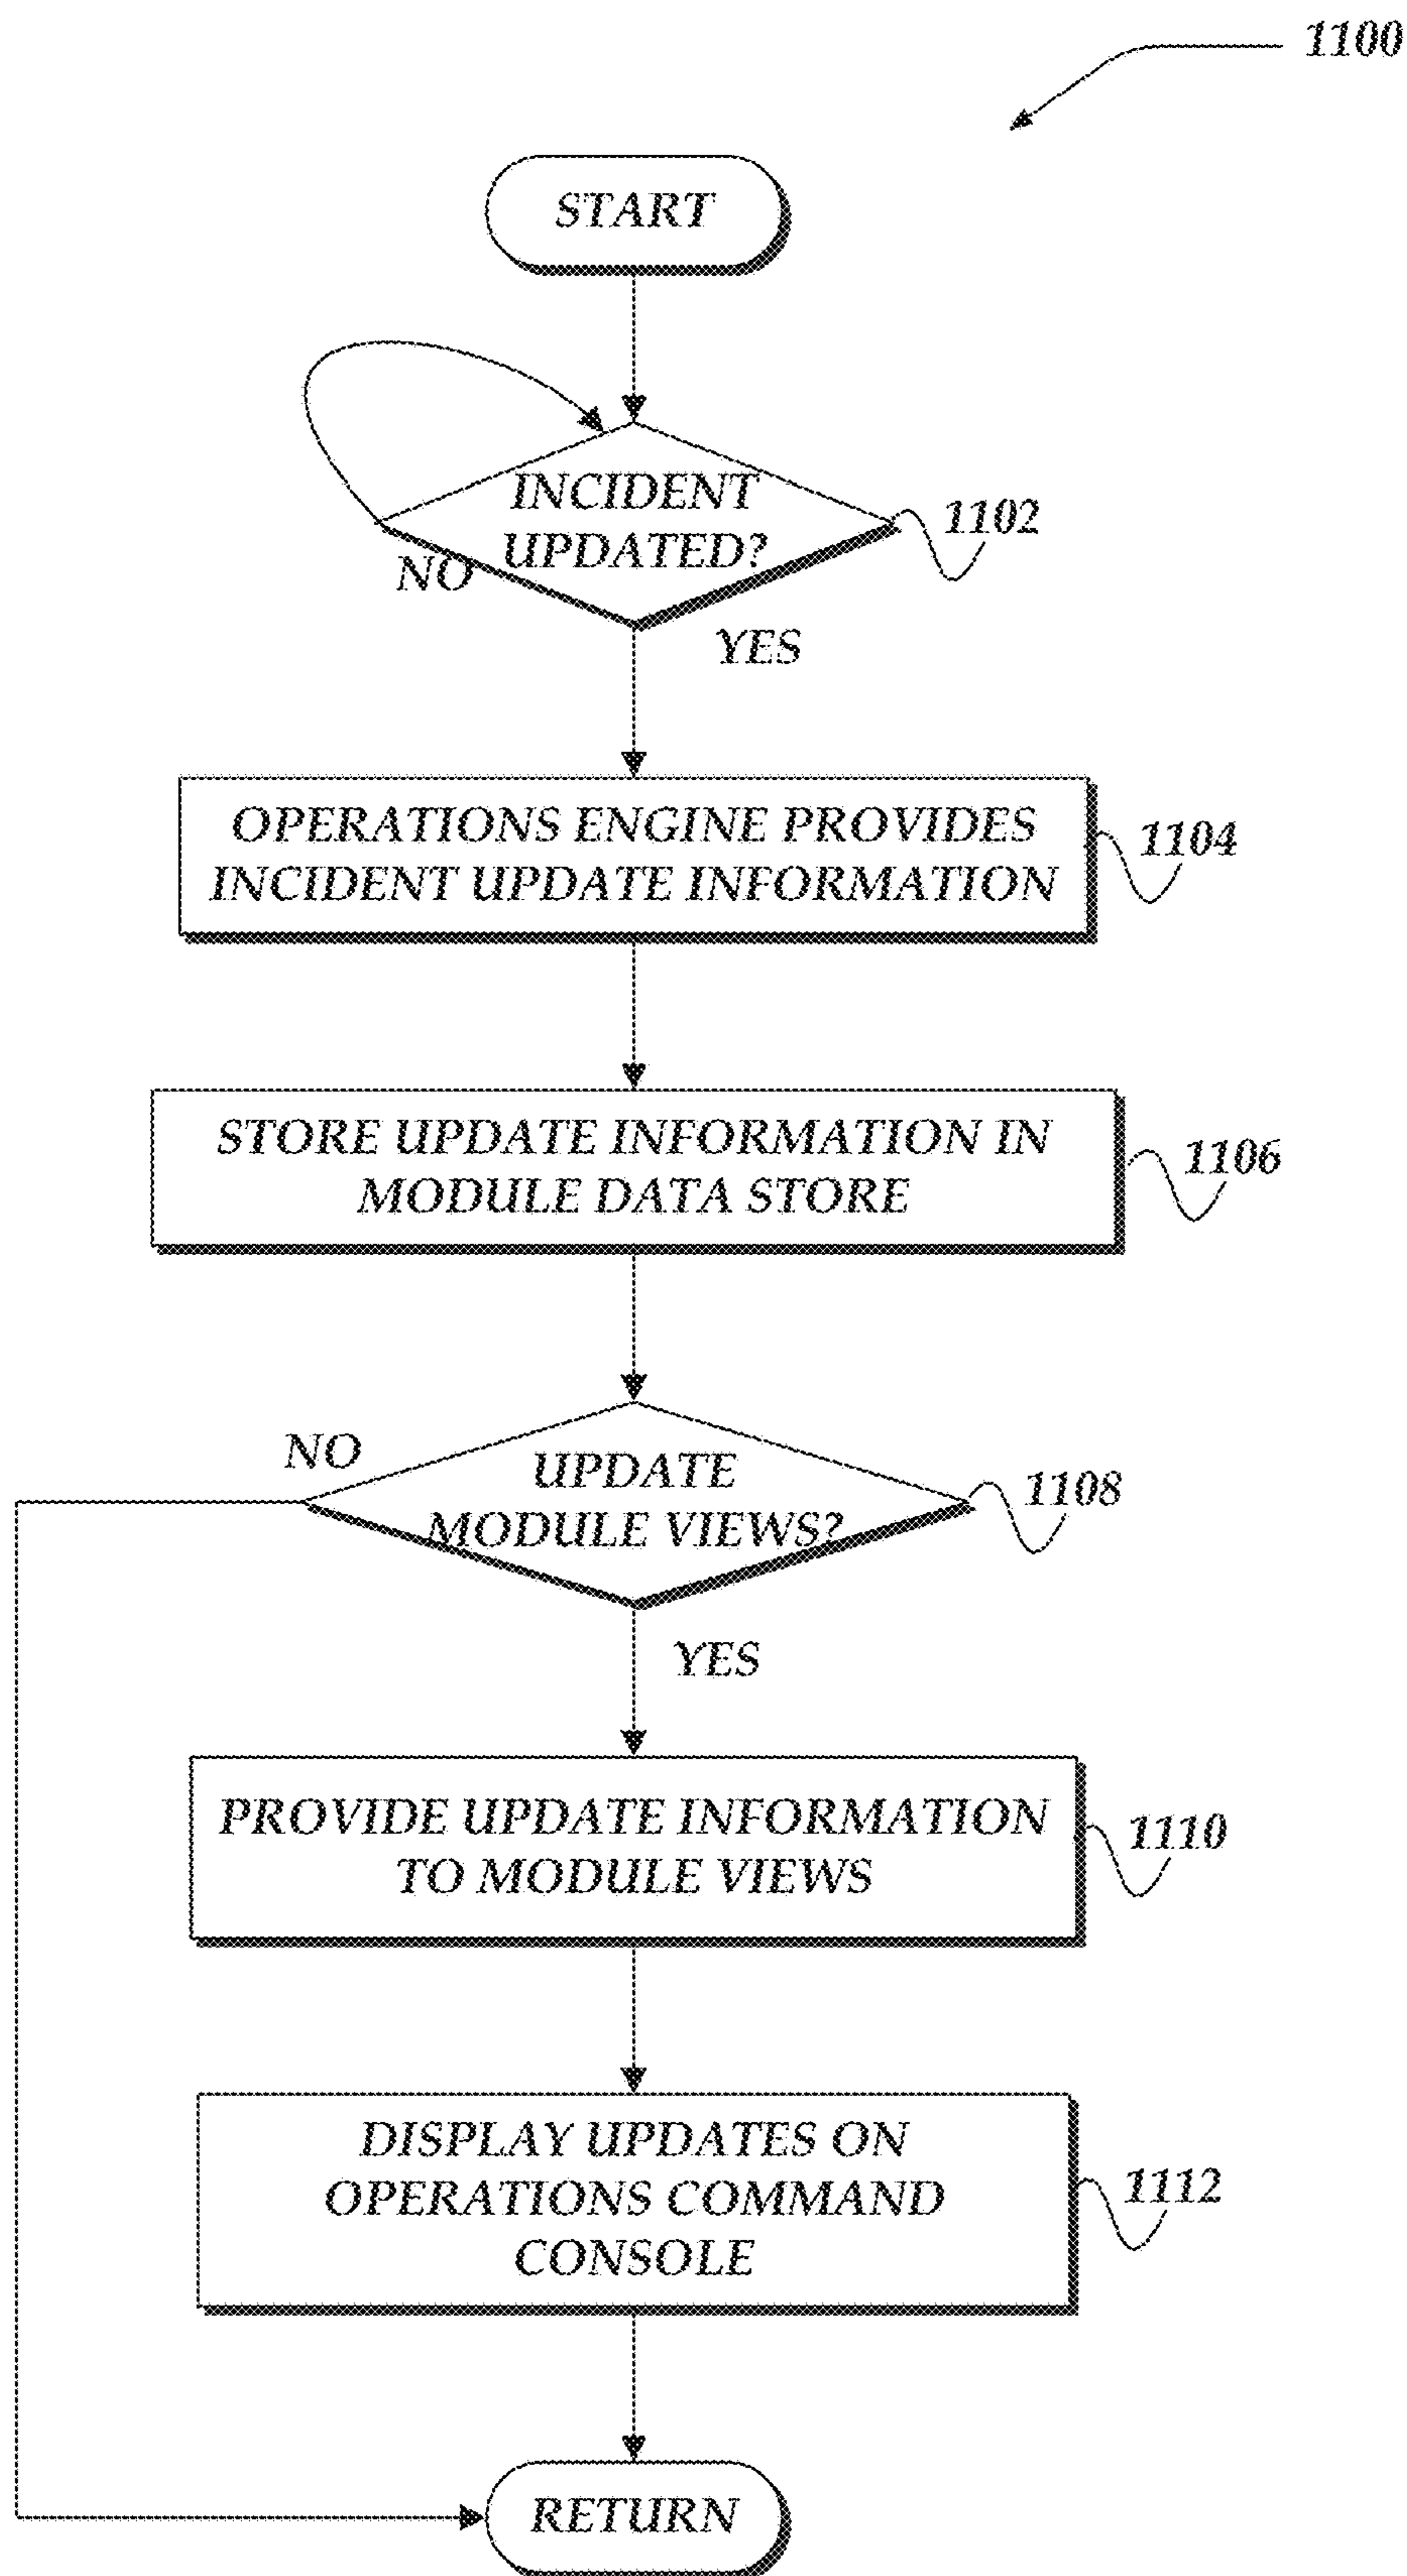 1100
START
INCIDENT
UPDATED?
1102
NO
YES
OPERATIONS ENGINE PROVIDES
INCIDENT UPDATE INFORMATION
1104
STORE UPDATE INFORMATION IN
MODULE DATA STORE
1106
NO
UPDATE
MODULE VIEWS?
1108
YES
PROVIDE UPDATE INFORMATION
TO MODULE VIEWS
1110
DISPLAY UPDATES ON
OPERATIONS COMMAND
CONSOLE
1112
RETURN